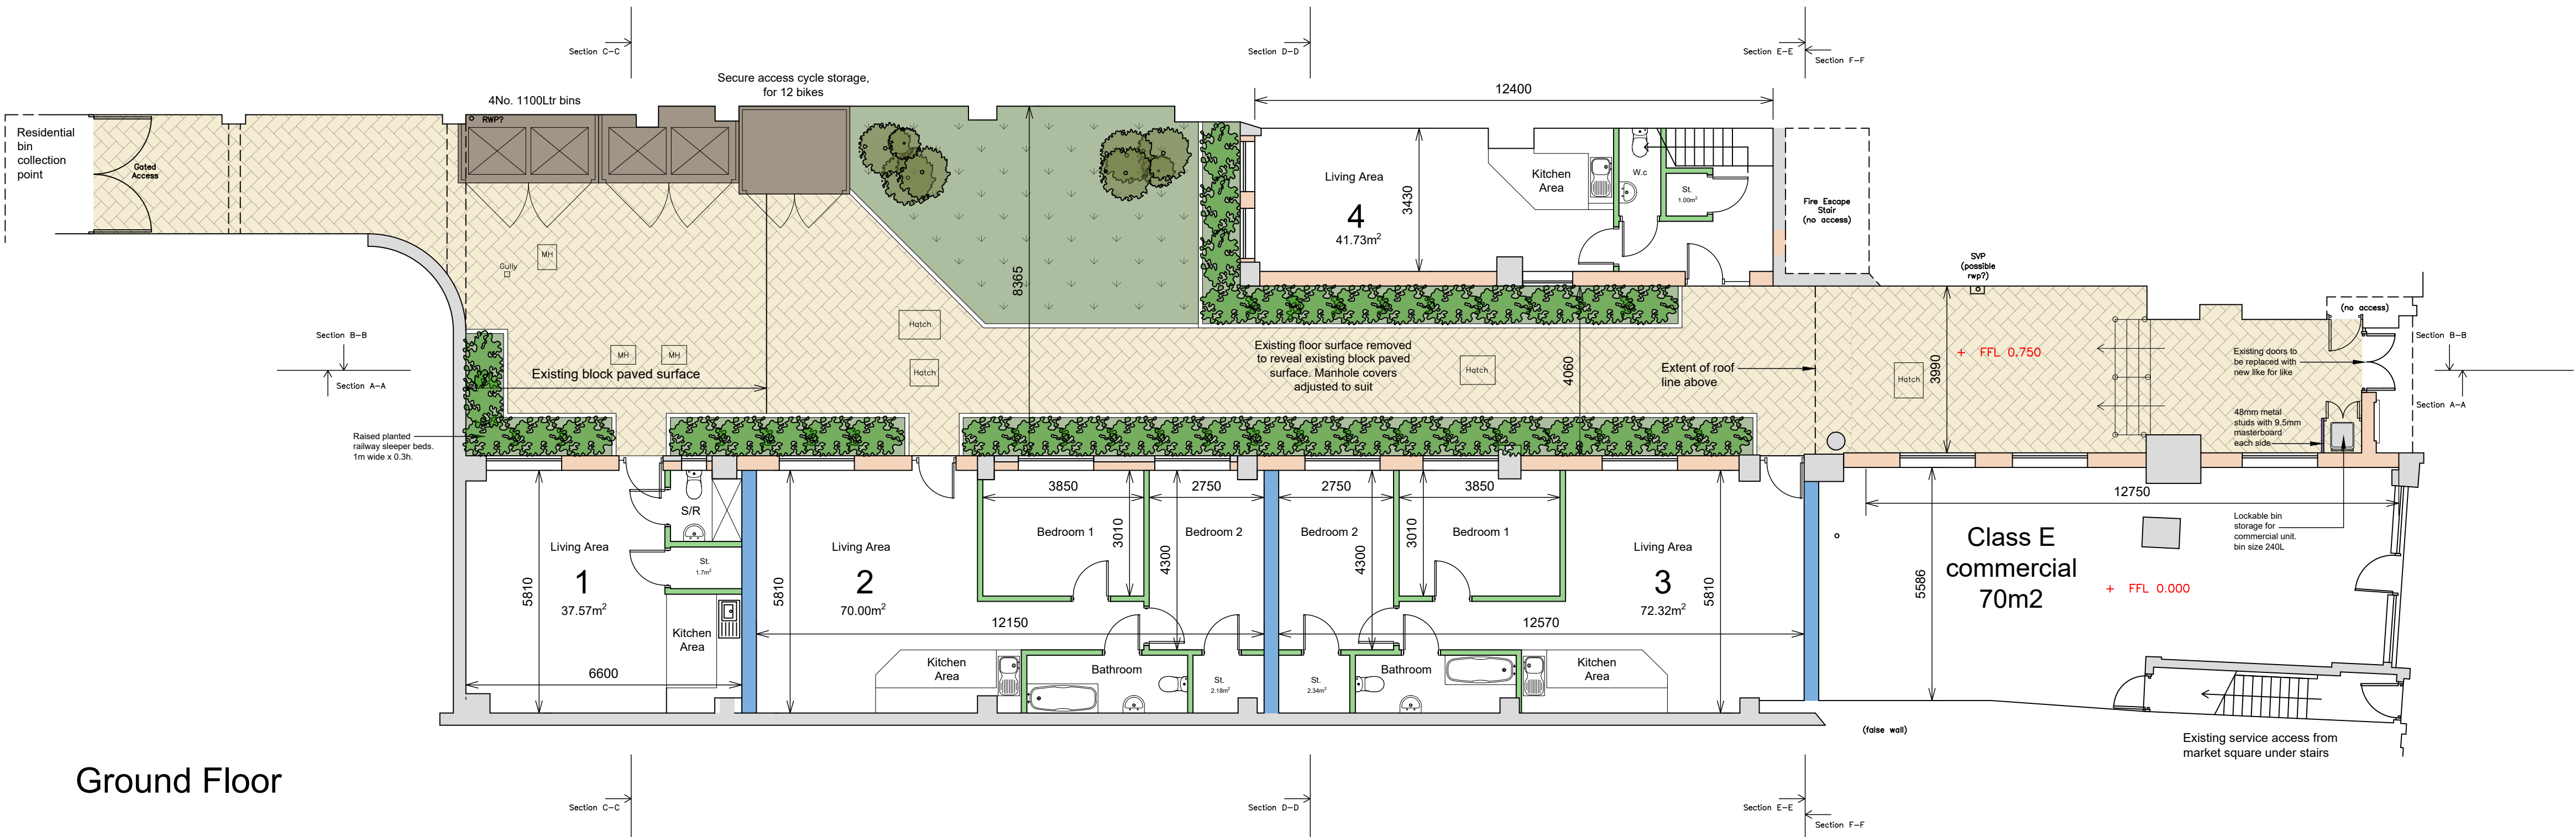 Section C-C
Section D-D
Section E-E
Section F-F
Secure access cycle storage,
for 12 bikes
4No. 1100Ltr bins
RWP?
12400
Residential
bin
collection
point
Gated
Access
Living Area
4
41.73m²
3430
Kitchen
Area
W.c
St.
1.00m²
Fire Escape
Stair
(no access)
MH
Gully
8365
SVP
(possible
rwp?)
(no access)
Hatch
Section B-B
Section A-A
MH
MH
Existing block paved surface
Hatch
Existing floor surface removed
to reveal existing block paved
surface. Manhole covers
adjusted to suit
4060
Hatch
Extent of roof
line above
Hatch
3990
+ FFL 0.750
Existing doors to
be replaced with
new like for like
Section B-B
Section A-A
Raised planted
railway sleeper beds.
1m wide x 0.3h.
48mm metal
studs with 9.5mm
masterboard
each side
S/R
Living Area
1
37.57m²
5810
St.
1.7m²
Kitchen
Area
6600
5810
Living Area
2
70.00m²
12150
Kitchen
Area
3850
Bedroom 1
3010
2750
Bedroom 2
4300
Bathroom
St.
2.18m²
2750
Bedroom 2
4300
3850
Bedroom 1
3010
St.
2.34m²
Bathroom
Kitchen
Area
Living Area
3
72.32m²
5810
12570
12750
5586
Class E
commercial
70m2
+ FFL 0.000
Lockable bin
storage for
commercial unit.
bin size 240L
(false wall)
Existing service access from
market square under stairs
Ground Floor
Section C-C
Section D-D
Section E-E
Section F-F